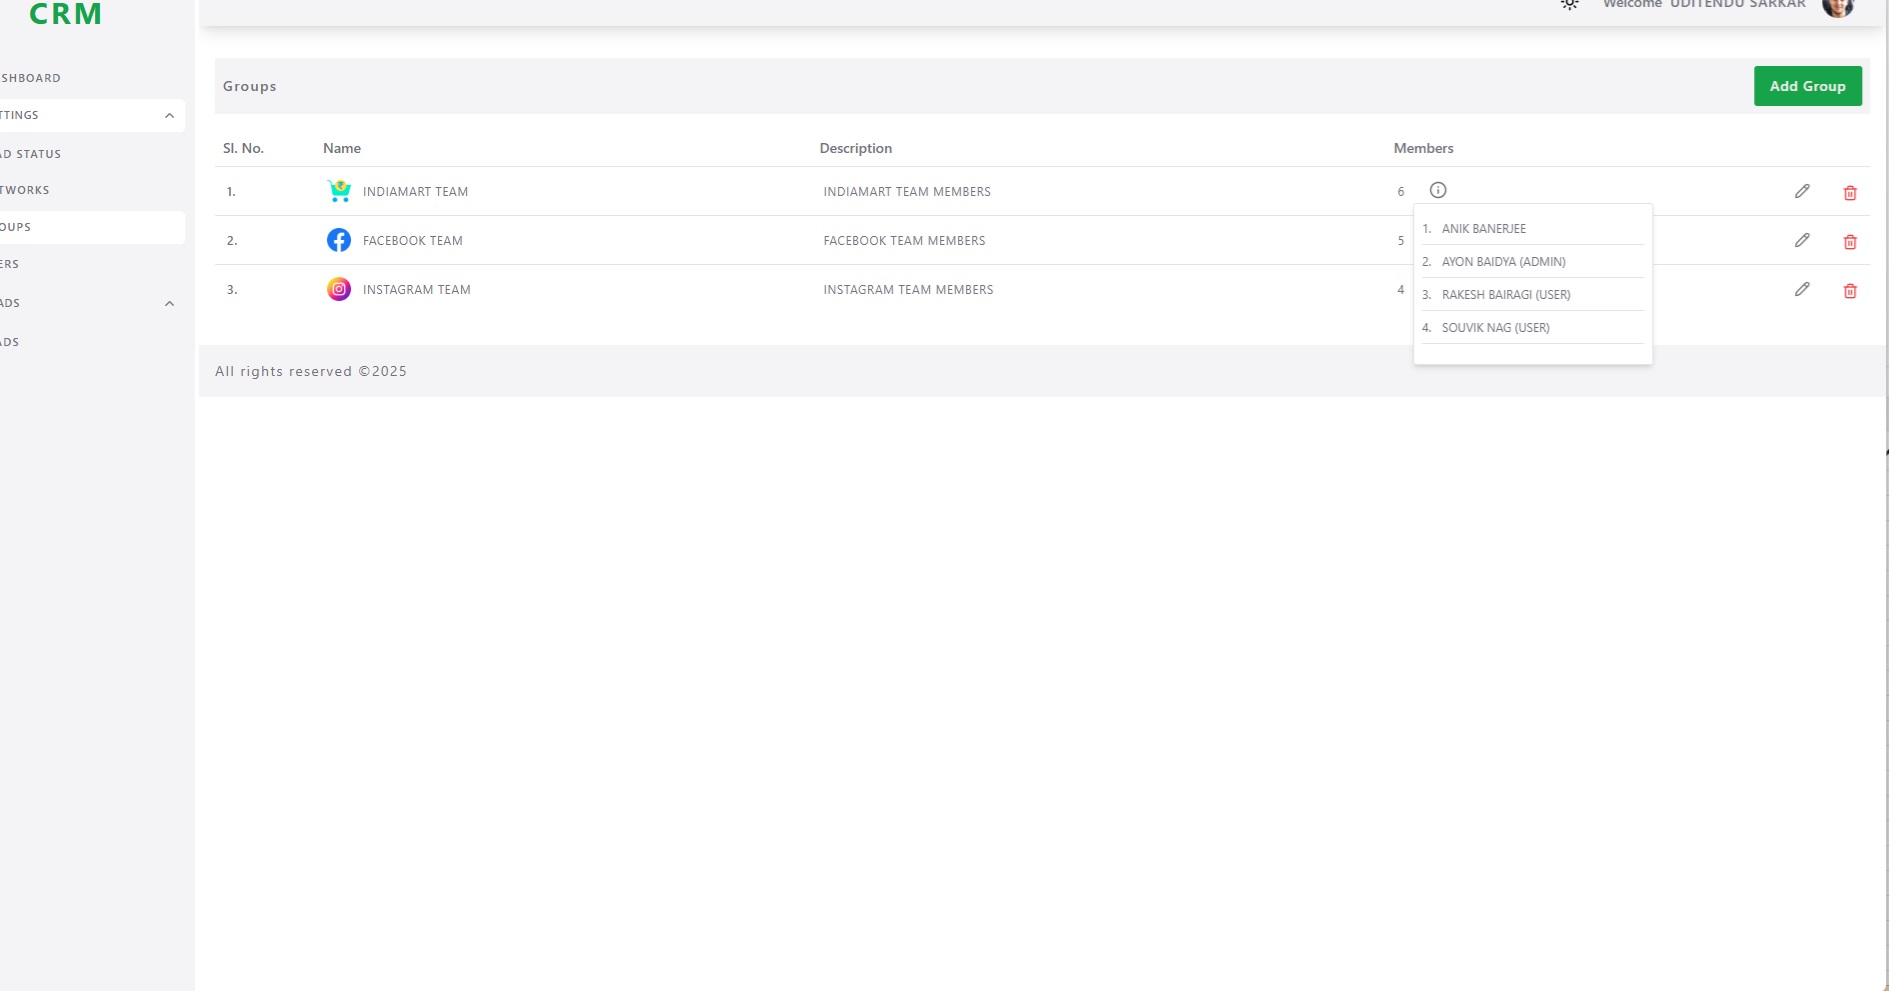 CRM
Welcome UDITENDU SARKAR
SHBOARD
TTINGS
AD STATUS
TWORKS
OUPS
ERS
ADS
ADS
Groups
Add Group
Sl. No. Name Description Members
1. INDIAMART TEAM INDIAMART TEAM MEMBERS 6
2. FACEBOOK TEAM FACEBOOK TEAM MEMBERS 5
3. INSTAGRAM TEAM INSTAGRAM TEAM MEMBERS 4
1. ANIK BANERJEE
2. AYON BAIDYA (ADMIN)
3. RAKESH BAIRAGI (USER)
4. SOUVIK NAG (USER)
All rights reserved ©2025